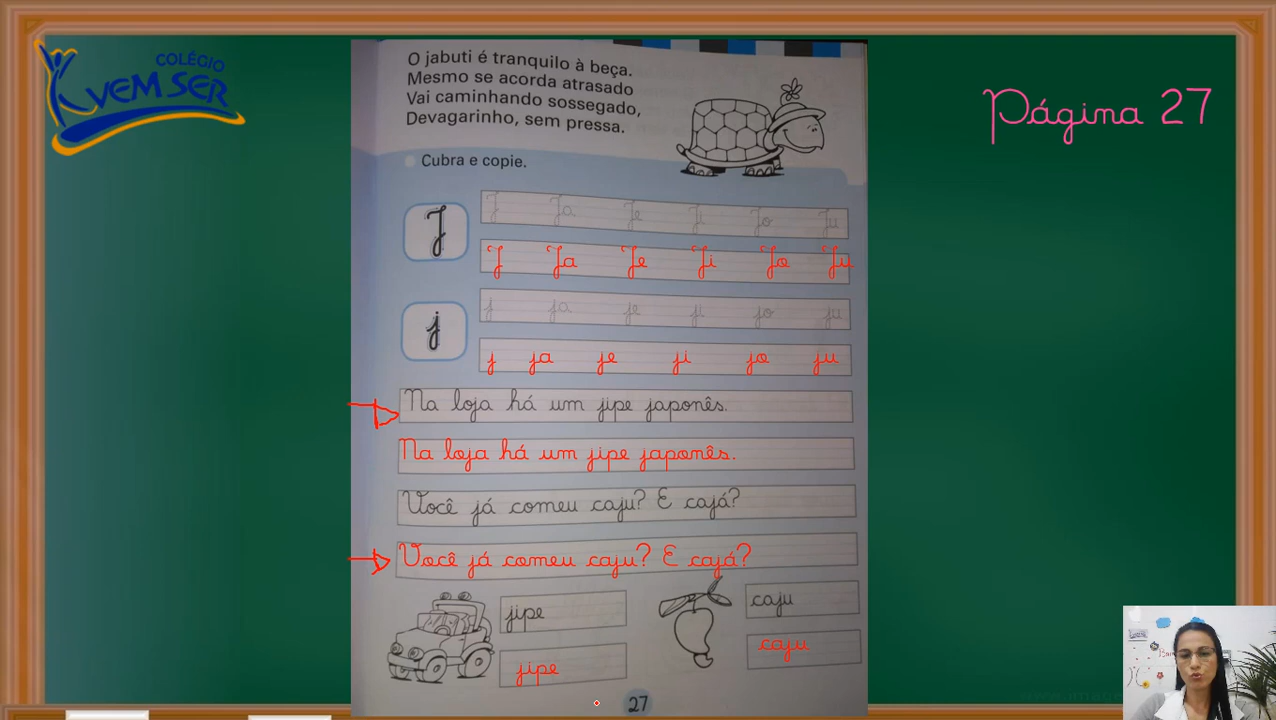 COLÉGIO
VEM SER
Página 27
O jabuti é tranquilo à beça.
Mesmo se acorda atrasado
Vai caminhando sossegado,
Devagarinho, sem pressa.
Cubra e copie.
J
J Ja Je Ji Jo Ju
J Ja Je Ji Jo Ju
j
j ja je ji jo ju
j ja je ji jo ju
Na loja há um jipe japonês.
Na loja há um jipe japonês.
Você já comeu caju? E cajá?
Você já comeu caju? E cajá?
jipe
jipe
caju
caju
27